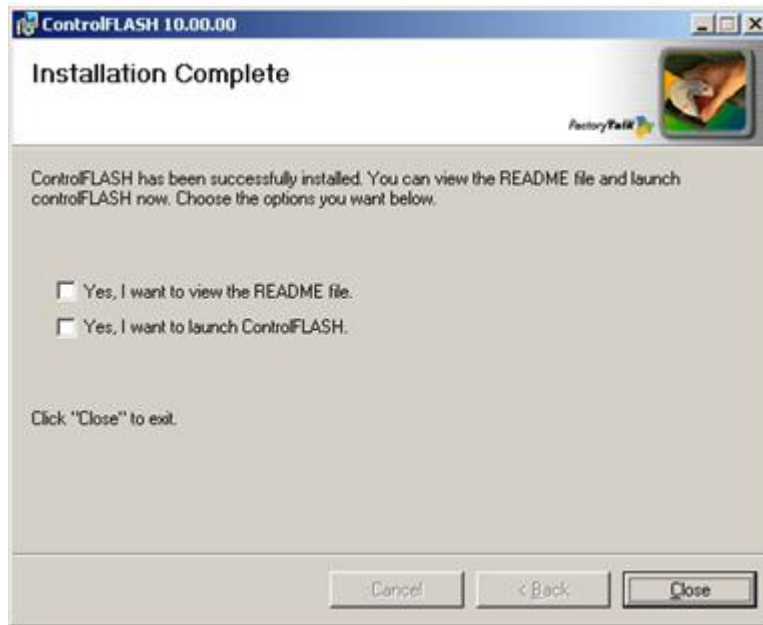 ControlFLASH 10.00.00
Installation Complete
FactoryTalk
ControlFLASH has been successfully installed. You can view the README file and launch
controlFLASH now. Choose the options you want below.
Yes, I want to view the README file.
Yes, I want to launch ControlFLASH.
Click "Close" to exit.
Cancel
< Back
Close